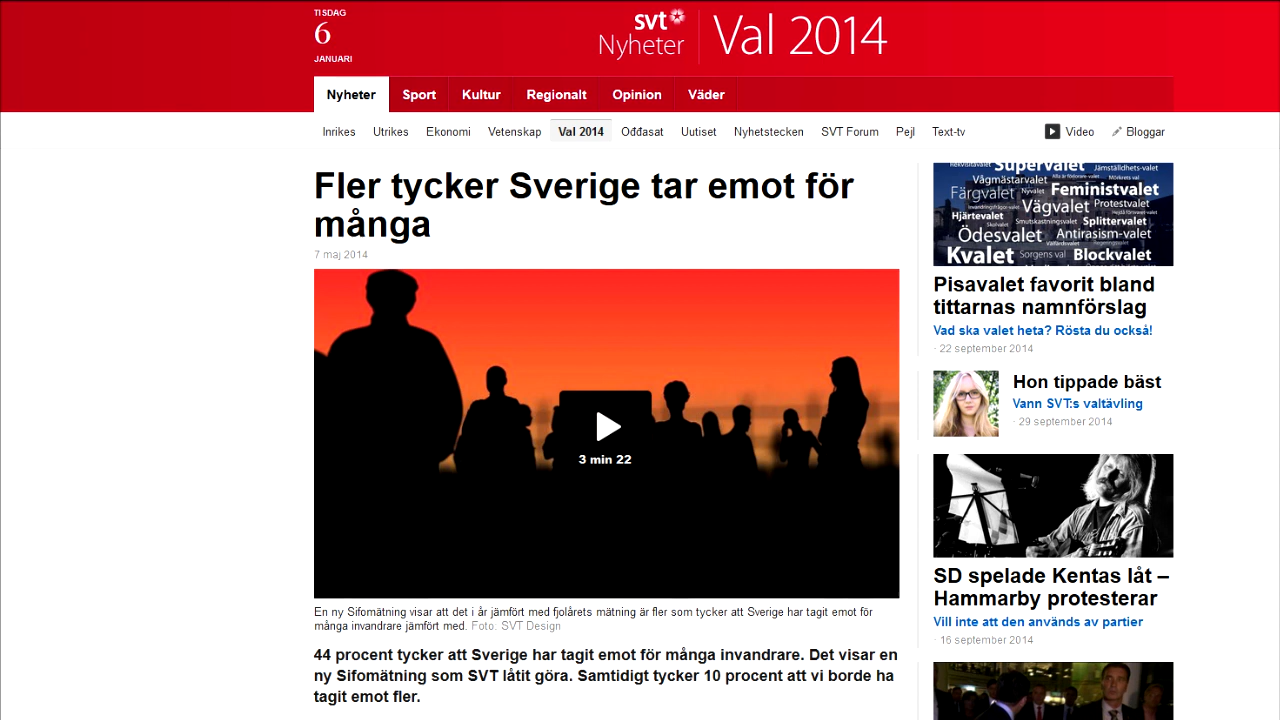 TISDAG
6
JANUARI
svt
Nyheter
Val 2014
Nyheter Sport Kultur Regionalt Opinion Väder
Inrikes Utrikes Ekonomi Vetenskap Val 2014 Ođđasat Uutiset Nyhetstecken SVT Forum Pejl Text-tv Video Bloggar
Fler tycker Sverige tar emot för
många
7 maj 2014
3 min 22
En ny Sifomätning visar att det i år jämfört med fjolårets mätning är fler som tycker att Sverige har tagit emot för
många invandrare jämfört med. Foto: SVT Design
44 procent tycker att Sverige har tagit emot för många invandrare. Det visar en
ny Sifomätning som SVT låtit göra. Samtidigt tycker 10 procent att vi borde ha
tagit emot fler.
Supervalet
Jämställdhets-valet
Vågmästarvalet
Färgvalet
Nyvalet
Feministvalet
Vägvalet
Protestvalet
Hjärtevalet
Smutskastningsvalet
Splittervalet
Ödesvalet
Antirasism-valet
Kvalet
Sorgens val
Blockvalet
Pisavalet favorit bland
tittarnas namnförslag
Vad ska valet heta? Rösta du också!
· 22 september 2014
Hon tippade bäst
Vann SVT:s valtävling
· 29 september 2014
SD spelade Kentas låt –
Hammarby protesterar
Vill inte att den används av partier
· 16 september 2014